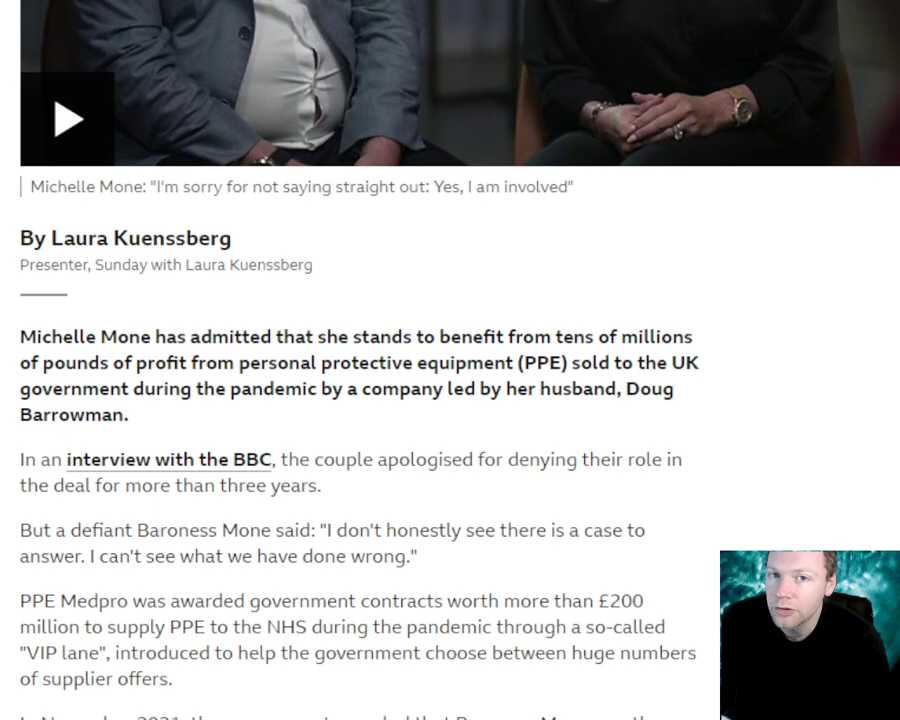 Michelle Mone: "I'm sorry for not saying straight out: Yes, I am involved"
By Laura Kuenssberg
Presenter, Sunday with Laura Kuenssberg
Michelle Mone has admitted that she stands to benefit from tens of millions
of pounds of profit from personal protective equipment (PPE) sold to the UK
government during the pandemic by a company led by her husband, Doug
Barrowman.
In an interview with the BBC, the couple apologised for denying their role in
the deal for more than three years.
But a defiant Baroness Mone said: "I don't honestly see there is a case to
answer. I can't see what we have done wrong."
PPE Medpro was awarded government contracts worth more than £200
million to supply PPE to the NHS during the pandemic through a so-called
"VIP lane", introduced to help the government choose between huge numbers
of supplier offers.